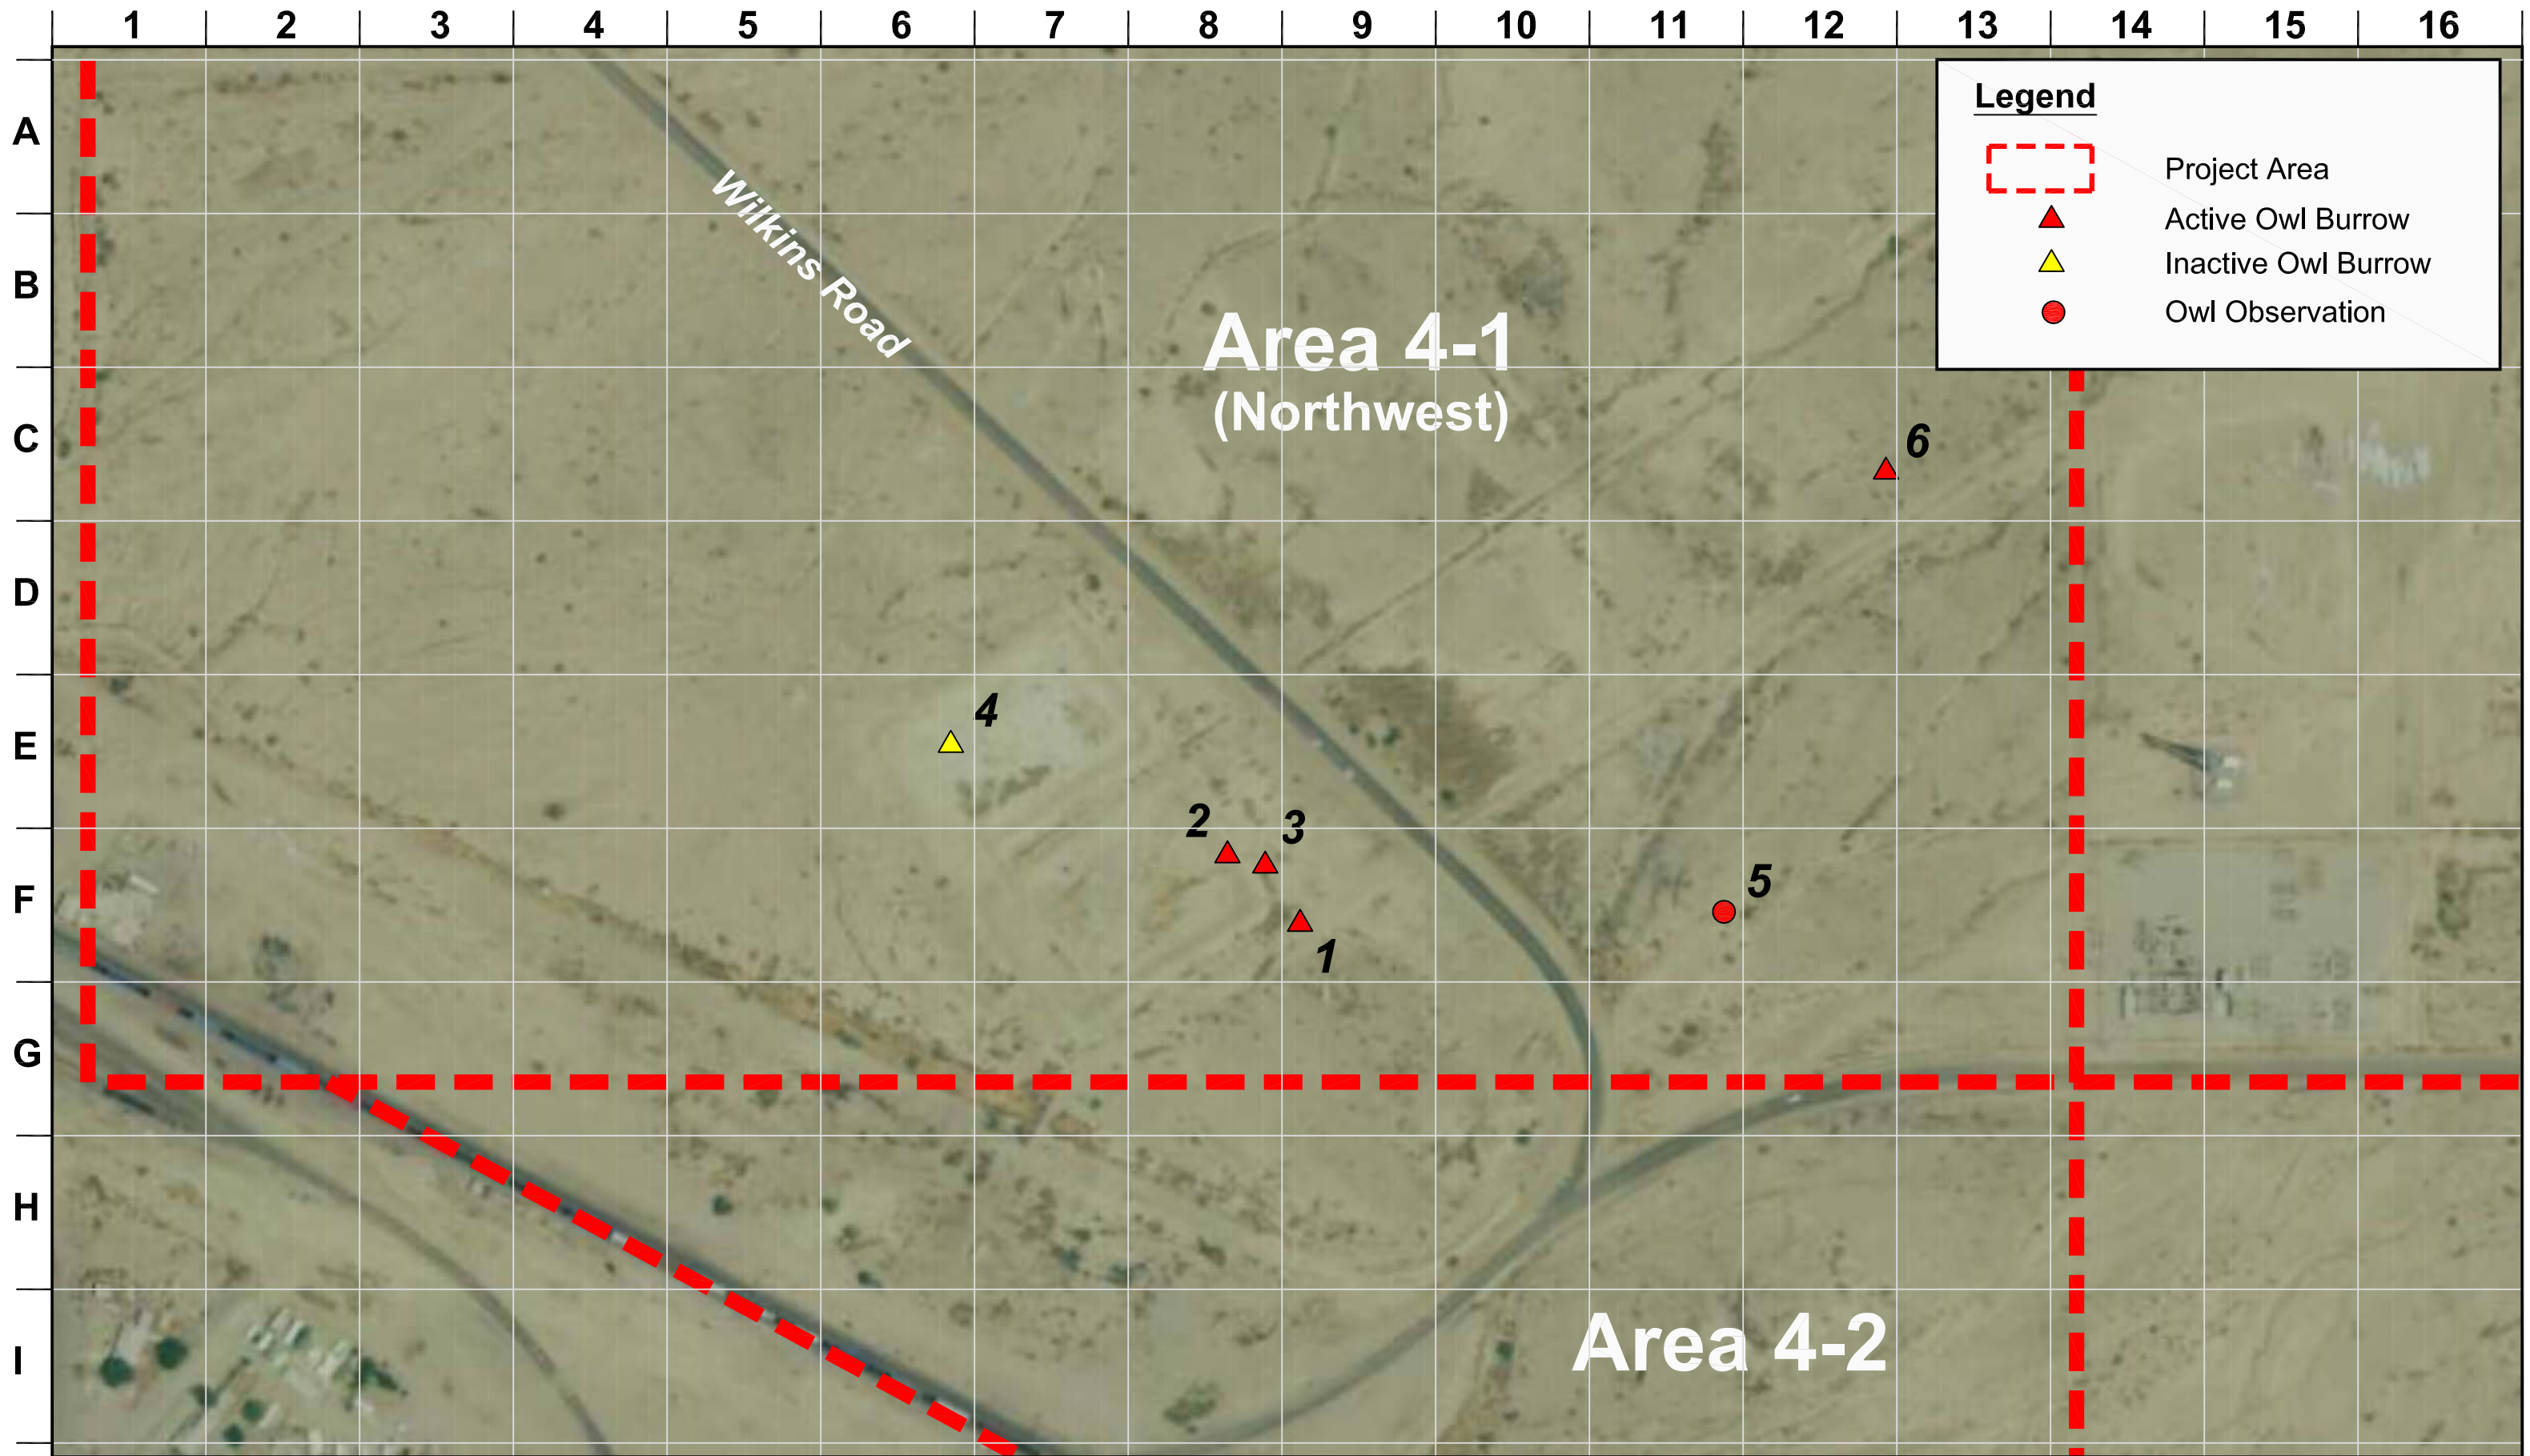 1 2 3 4 5 6 7 8 9 10 11 12 13 14 15 16
Legend
Project Area
Active Owl Burrow
Inactive Owl Burrow
Owl Observation
A
B
C
D
E
F
G
H
I
Wilkins Road
Area 4-1
(Northwest)
6
4
2
3
5
1
Area 4-2